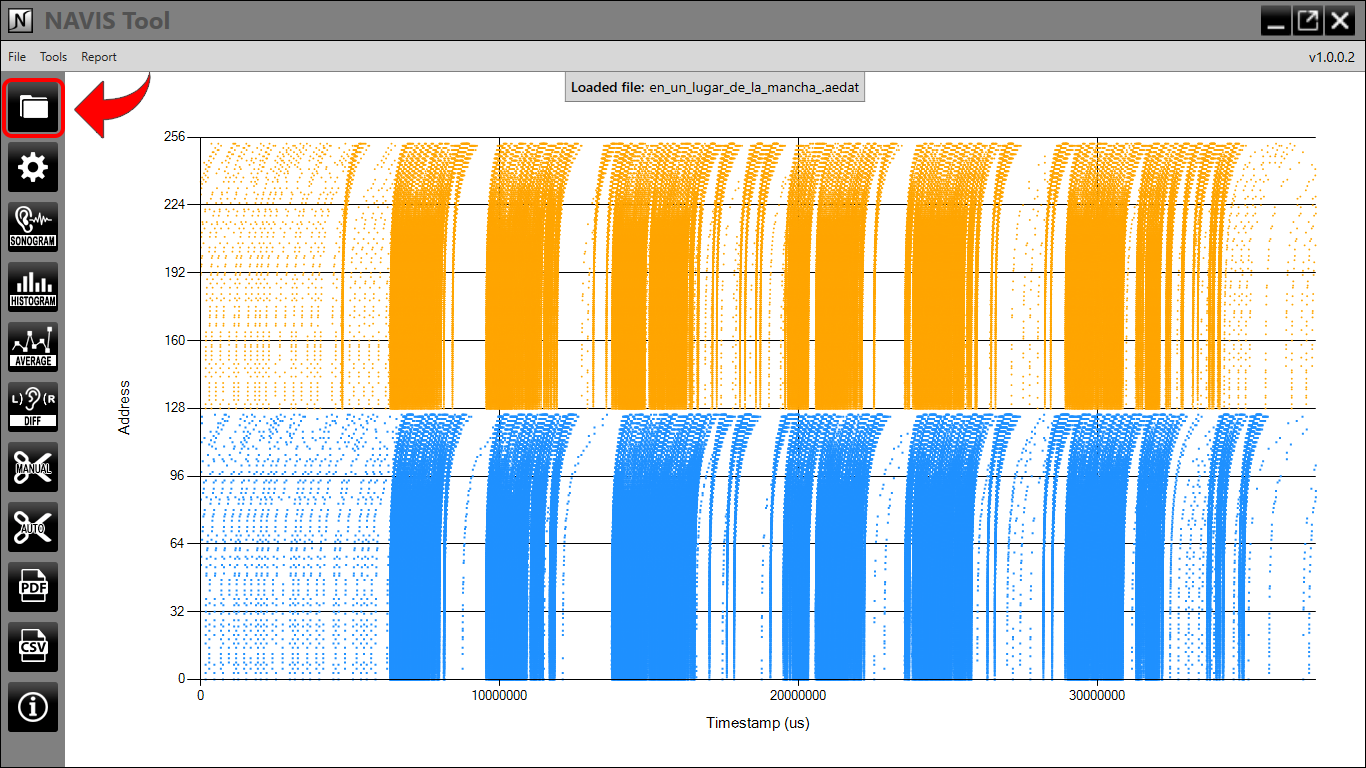 N NAVIS Tool
File Tools Report
v1.0.0.2
Loaded file: en_un_lugar_de_la_mancha_.aedat
SONOGRAM
HISTOGRAM
AVERAGE
L) (R
DIFF
MANUAL
AUTO
PDF
CSV
i
Address
256
224
192
160
128
96
64
32
0
0 10000000 20000000 30000000
Timestamp (us)